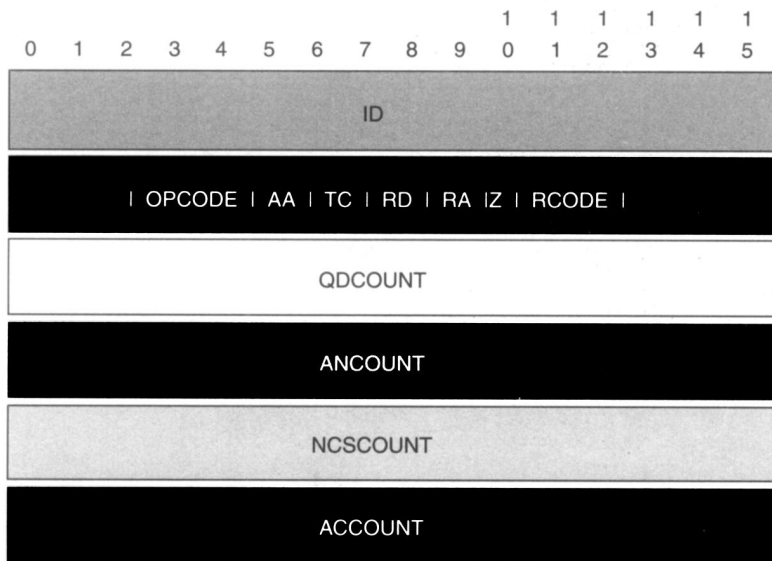 1 1 1 1 1 1
0 1 2 3 4 5 6 7 8 9 0 1 2 3 4 5
ID
| OPCODE | AA | TC | RD | RA |Z | RCODE |
QDCOUNT
ANCOUNT
NCSCOUNT
ACCOUNT